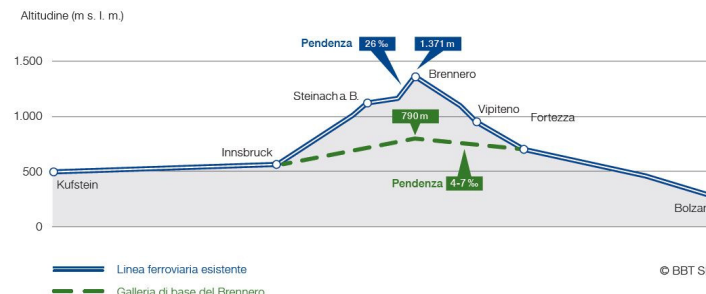 Altitudine (m s. l. m.)
Pendenza 26 ‰ 1.371 m
1.500
Brennero
Steinach a. B.
1.000
790 m
Vipiteno
Fortezza
Innsbruck
500
Kufstein
Pendenza 4-7 ‰
0
Linea ferroviaria esistente
© BBT S
Galleria di base del Brennero